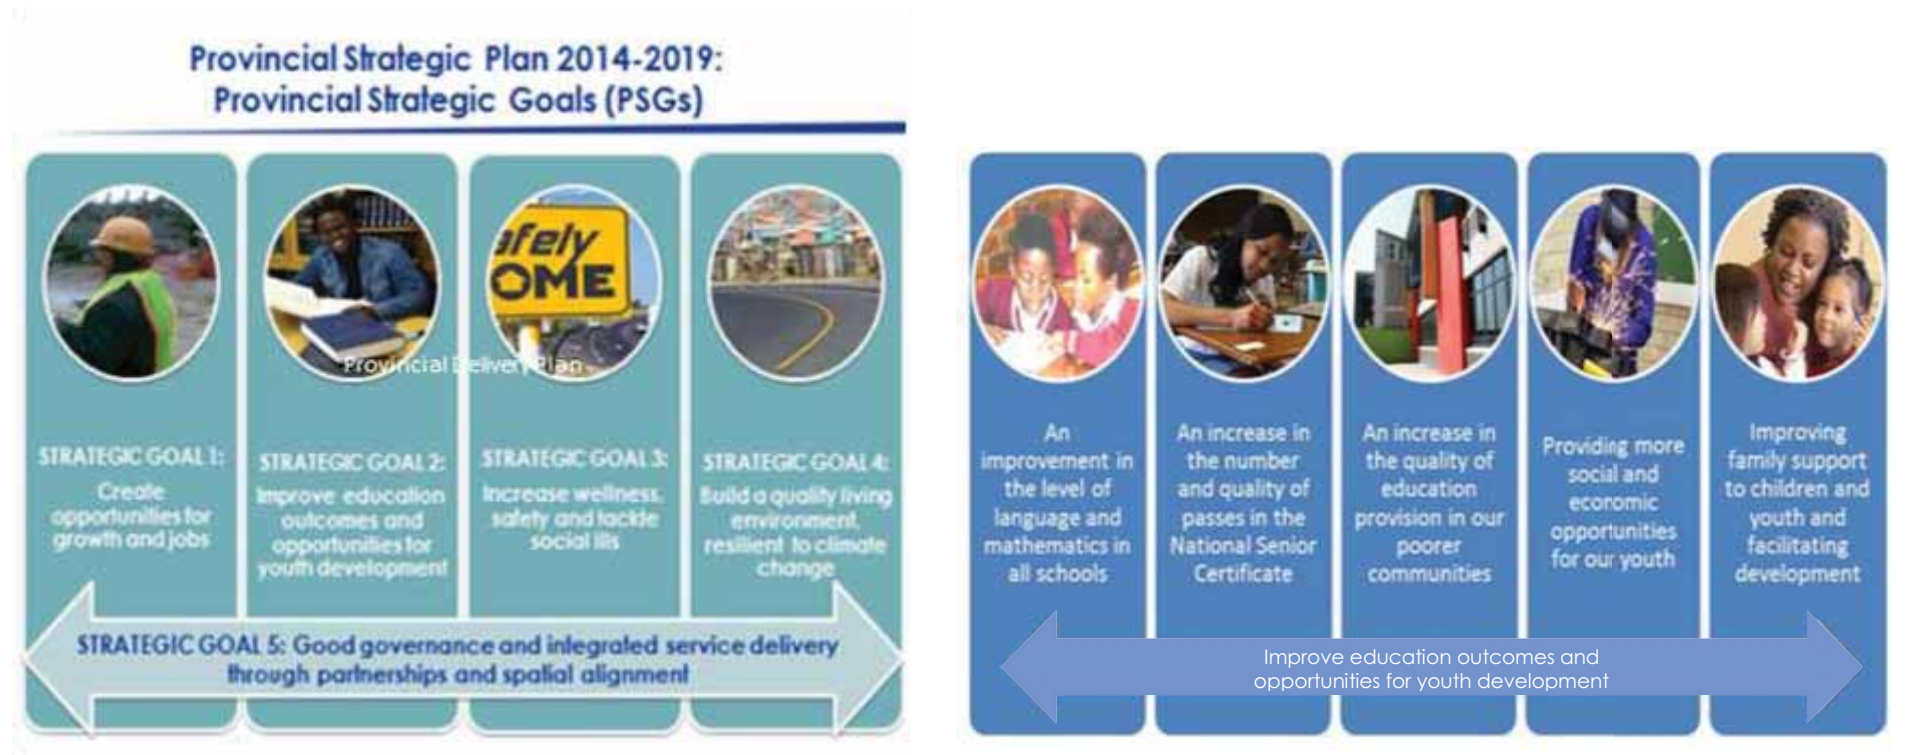 Provincial Strategic Plan 2014-2019:
Provincial Strategic Goals (PSGs)
afely
OME
Provincial Delivery Plan
STRATEGIC GOAL 1:
Create
opportunities for
growth and jobs
STRATEGIC GOAL 2:
Improve education
outcomes and
opportunities for
youth development
STRATEGIC GOAL 3:
Increase wellness,
safety and tackle
social ills
STRATEGIC GOAL 4:
Build a quality living
environment,
resilient to climate
change
STRATEGIC GOAL 5: Good governance and integrated service delivery
through partnerships and spatial alignment
An
improvement in
the level of
language and
mathematics in
all schools
An increase in
the number
and quality of
passes in the
National Senior
Certificate
An increase in
the quality of
education
provision in our
poorer
communities
Providing more
social and
economic
opportunities
for our youth
Improving
family support
to children and
youth and
facilitating
development
Improve education outcomes and
opportunities for youth development